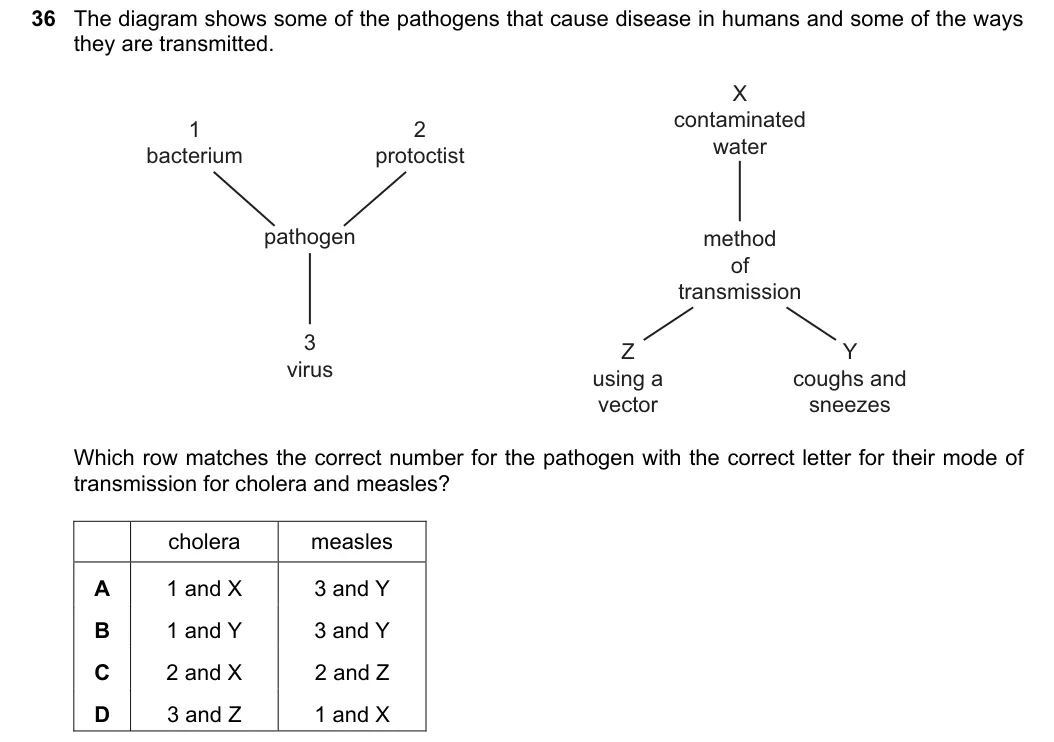 36 The diagram shows some of the pathogens that cause disease in humans and some of the ways
they are transmitted.
1
bacterium
2
protoctist
pathogen
3
virus
X
contaminated
water
method
of
transmission
Z
using a
vector
Y
coughs and
sneezes
Which row matches the correct number for the pathogen with the correct letter for their mode of
transmission for cholera and measles?
cholera measles
A 1 and X 3 and Y
B 1 and Y 3 and Y
C 2 and X 2 and Z
D 3 and Z 1 and X